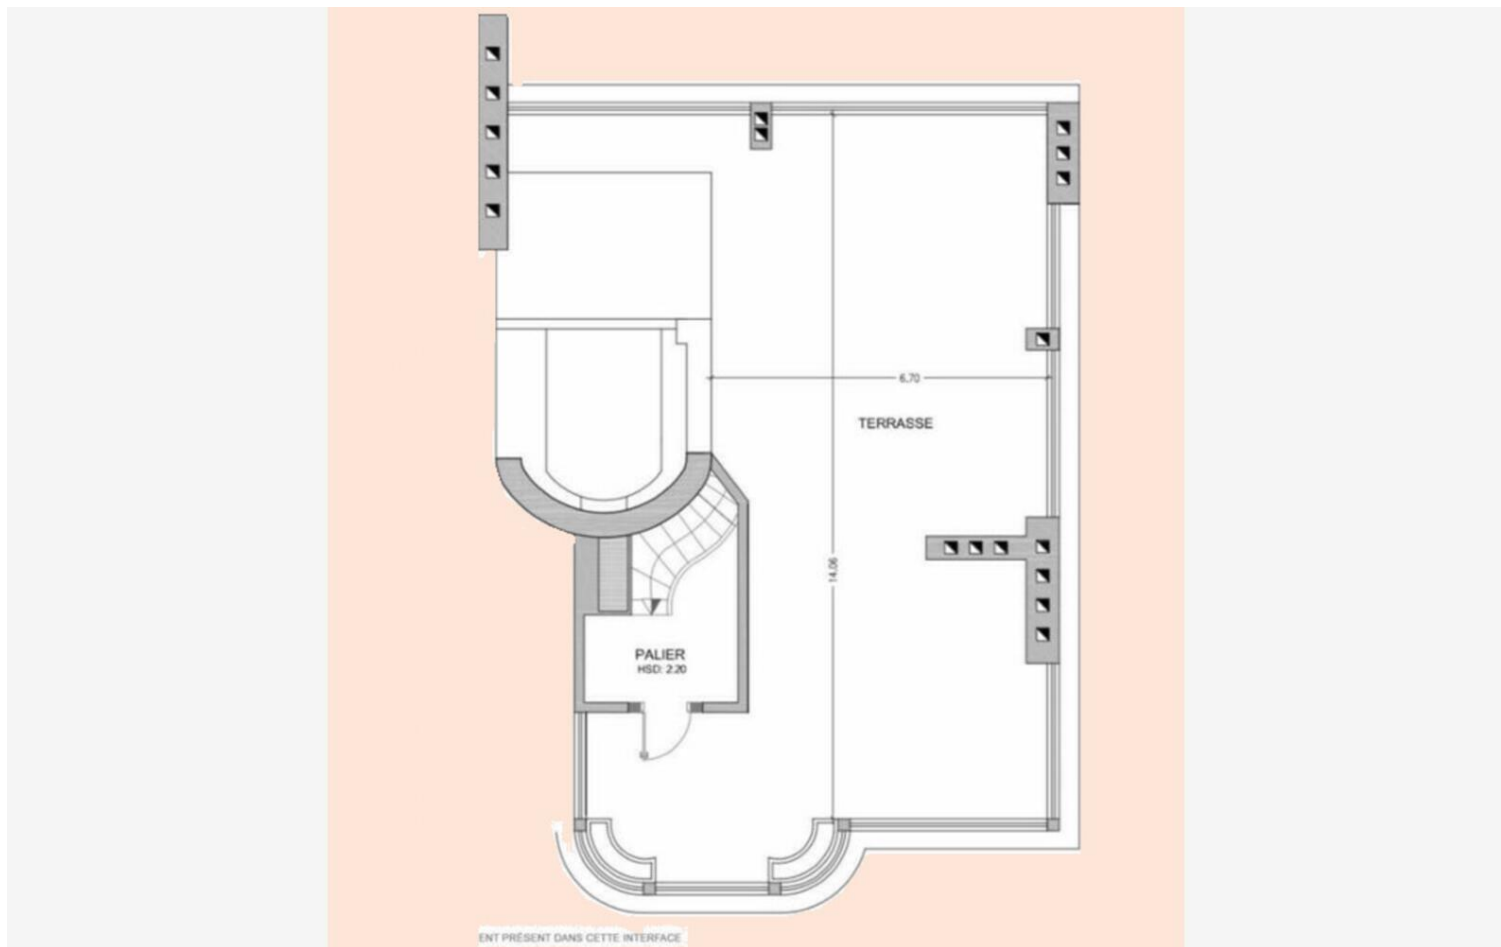 6.70
TERRASSE
14.06
PALIER
HSD: 2.20
ENT PRÉSENT DANS CETTE INTERFACE